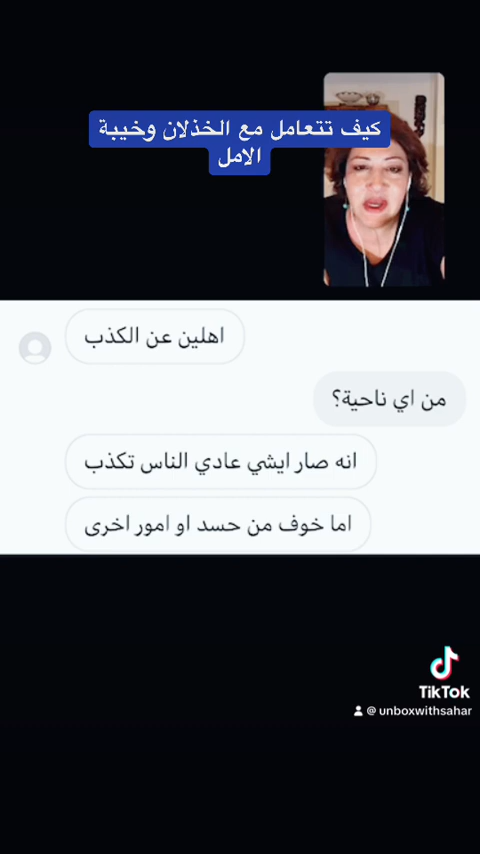 كيف تتعامل مع الخذلان وخيبة
الامل
اهلين عن الكذب
من اي ناحية؟
انه صار ايشي عادي الناس تكذب
اما خوف من حسد او امور اخرى
TikTok
@ unboxwithsahar